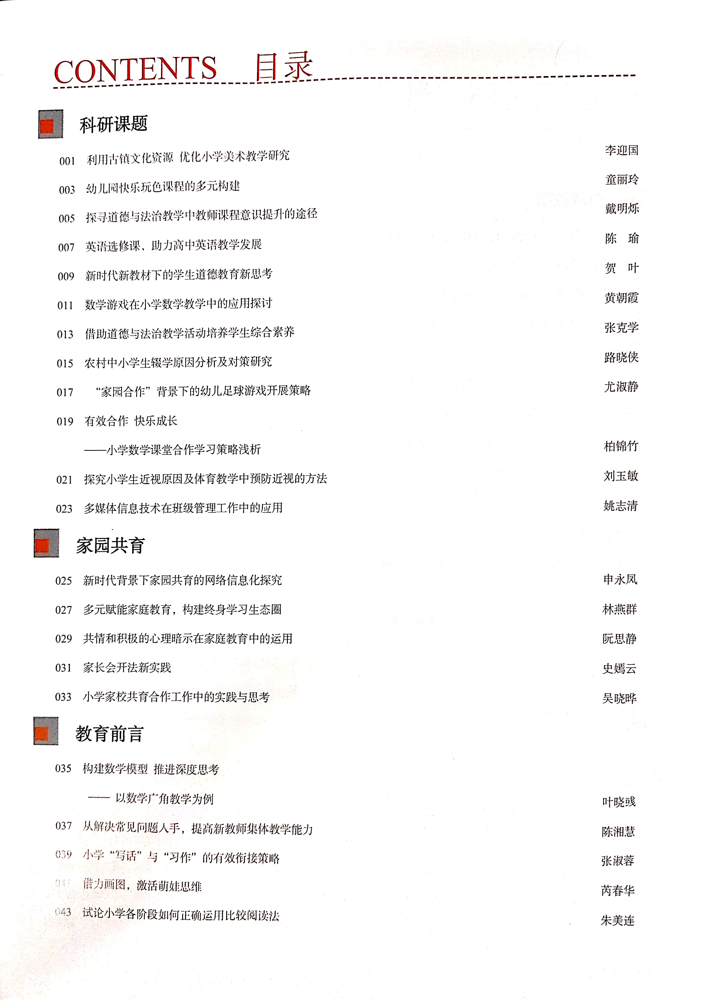 CONTENTS 目录
科研课题
001 利用古镇文化资源 优化小学美术教学研究 李迎国
003 幼儿园快乐玩色课程的多元构建 童丽玲
005 探寻道德与法治教学中教师课程意识提升的途径 戴明烁
007 英语选修课，助力高中英语教学发展 陈 瑜
009 新时代新教材下的学生道德教育新思考 贺 叶
011 数学游戏在小学数学教学中的应用探讨 黄朝霞
013 借助道德与法治教学活动培养学生综合素养 张克学
015 农村中小学生辍学原因分析及对策研究 路晓侠
017 “家园合作”背景下的幼儿足球游戏开展策略 尤淑静
019 有效合作 快乐成长
——小学数学课堂合作学习策略浅析 柏锦竹
021 探究小学生近视原因及体育教学中预防近视的方法 刘玉敏
023 多媒体信息技术在班级管理工作中的应用 姚志清
家园共育
025 新时代背景下家园共育的网络信息化探究 申永凤
027 多元赋能家庭教育，构建终身学习生态圈 林燕群
029 共情和积极的心理暗示在家庭教育中的运用 阮思静
031 家长会开法新实践 史嫣云
033 小学家校共育合作工作中的实践与思考 吴晓晔
教育前言
035 构建数学模型 推进深度思考
—— 以数学广角教学为例 叶晓彧
037 从解决常见问题入手，提高新教师集体教学能力 陈湘慧
039 小学“写话”与“习作”的有效衔接策略 张淑蓉
041 借力画图，激活萌娃思维 芮春华
043 试论小学各阶段如何正确运用比较阅读法 朱美连